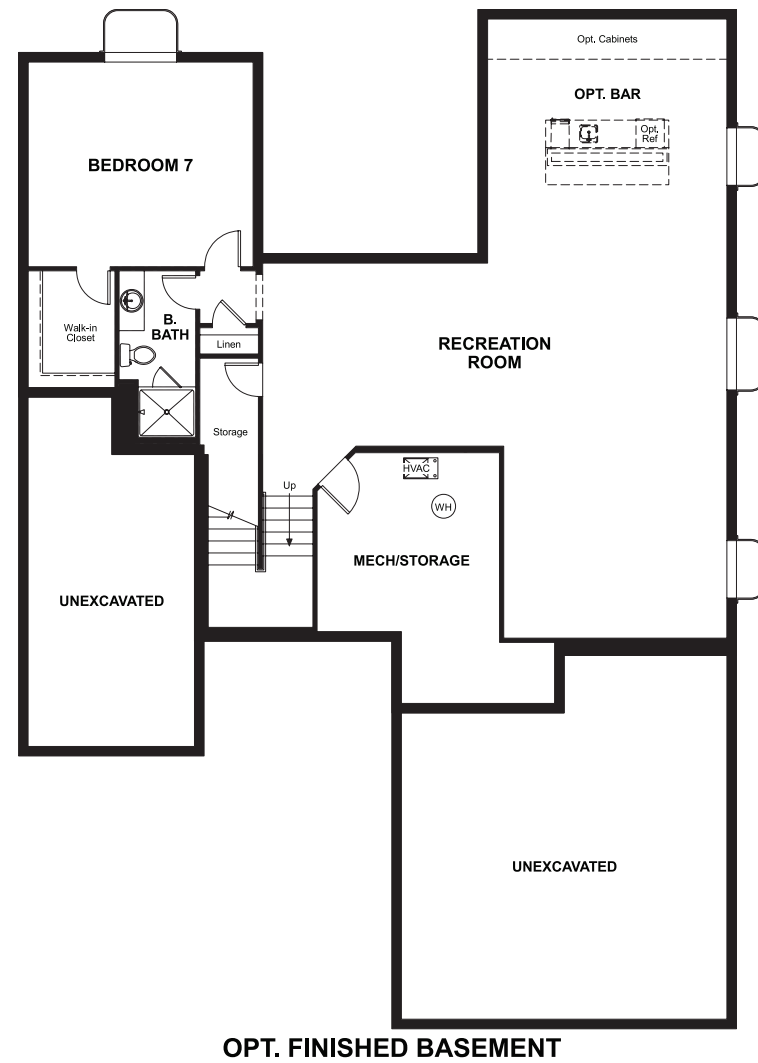 Opt. Cabinets
OPT. BAR
Opt.
Ref
BEDROOM 7
Walk-in
Closet
B.
BATH
Linen
RECREATION
ROOM
Storage
Up
HVAC
WH
MECH/STORAGE
UNEXCAVATED
UNEXCAVATED
OPT. FINISHED BASEMENT